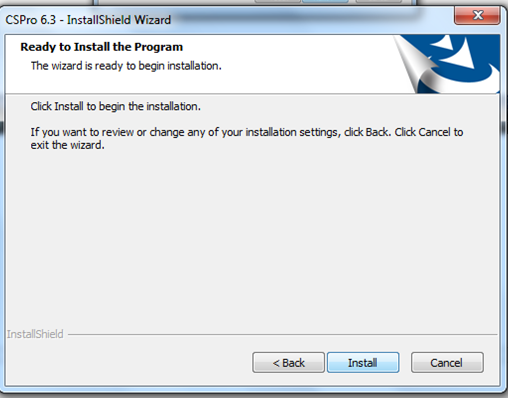 CSPro 6.3 - InstallShield Wizard
Ready to Install the Program
The wizard is ready to begin installation.
Click Install to begin the installation.
If you want to review or change any of your installation settings, click Back. Click Cancel to
exit the wizard.
InstallShield
< Back
Install
Cancel